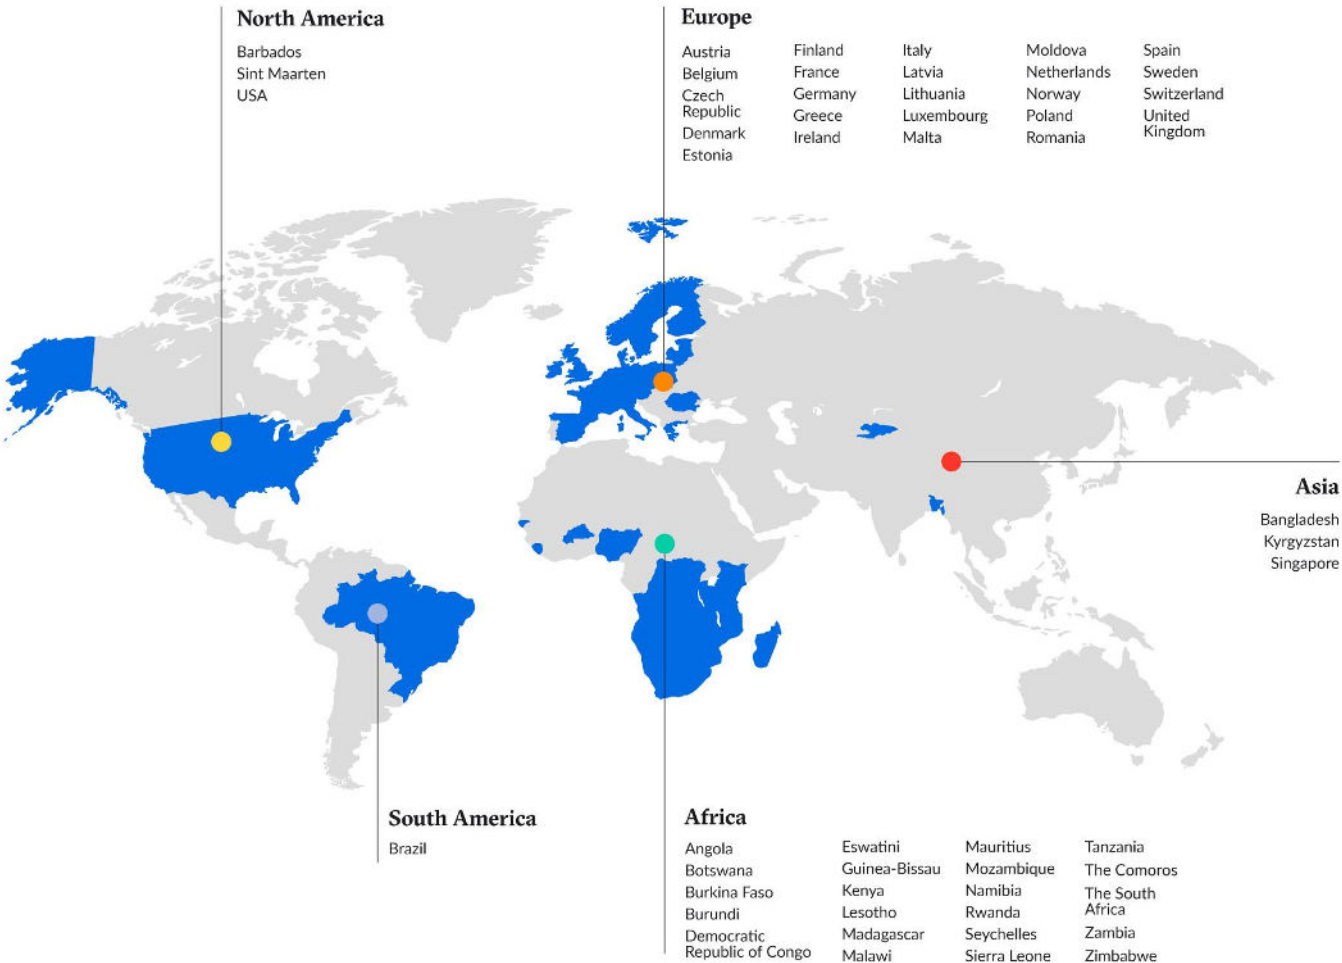 North America
Barbados
Sint Maarten
USA
Europe
Austria
Belgium
Czech
Republic
Denmark
Estonia
Finland
France
Germany
Greece
Ireland
Italy
Latvia
Lithuania
Luxembourg
Malta
Moldova
Netherlands
Norway
Poland
Romania
Spain
Sweden
Switzerland
United
Kingdom
Asia
Bangladesh
Kyrgyzstan
Singapore
South America
Brazil
Africa
Angola
Botswana
Burkina Faso
Burundi
Democratic
Republic of Congo
Eswatini
Guinea-Bissau
Kenya
Lesotho
Madagascar
Malawi
Mauritius
Mozambique
Namibia
Rwanda
Seychelles
Sierra Leone
Tanzania
The Comoros
The South
Africa
Zambia
Zimbabwe